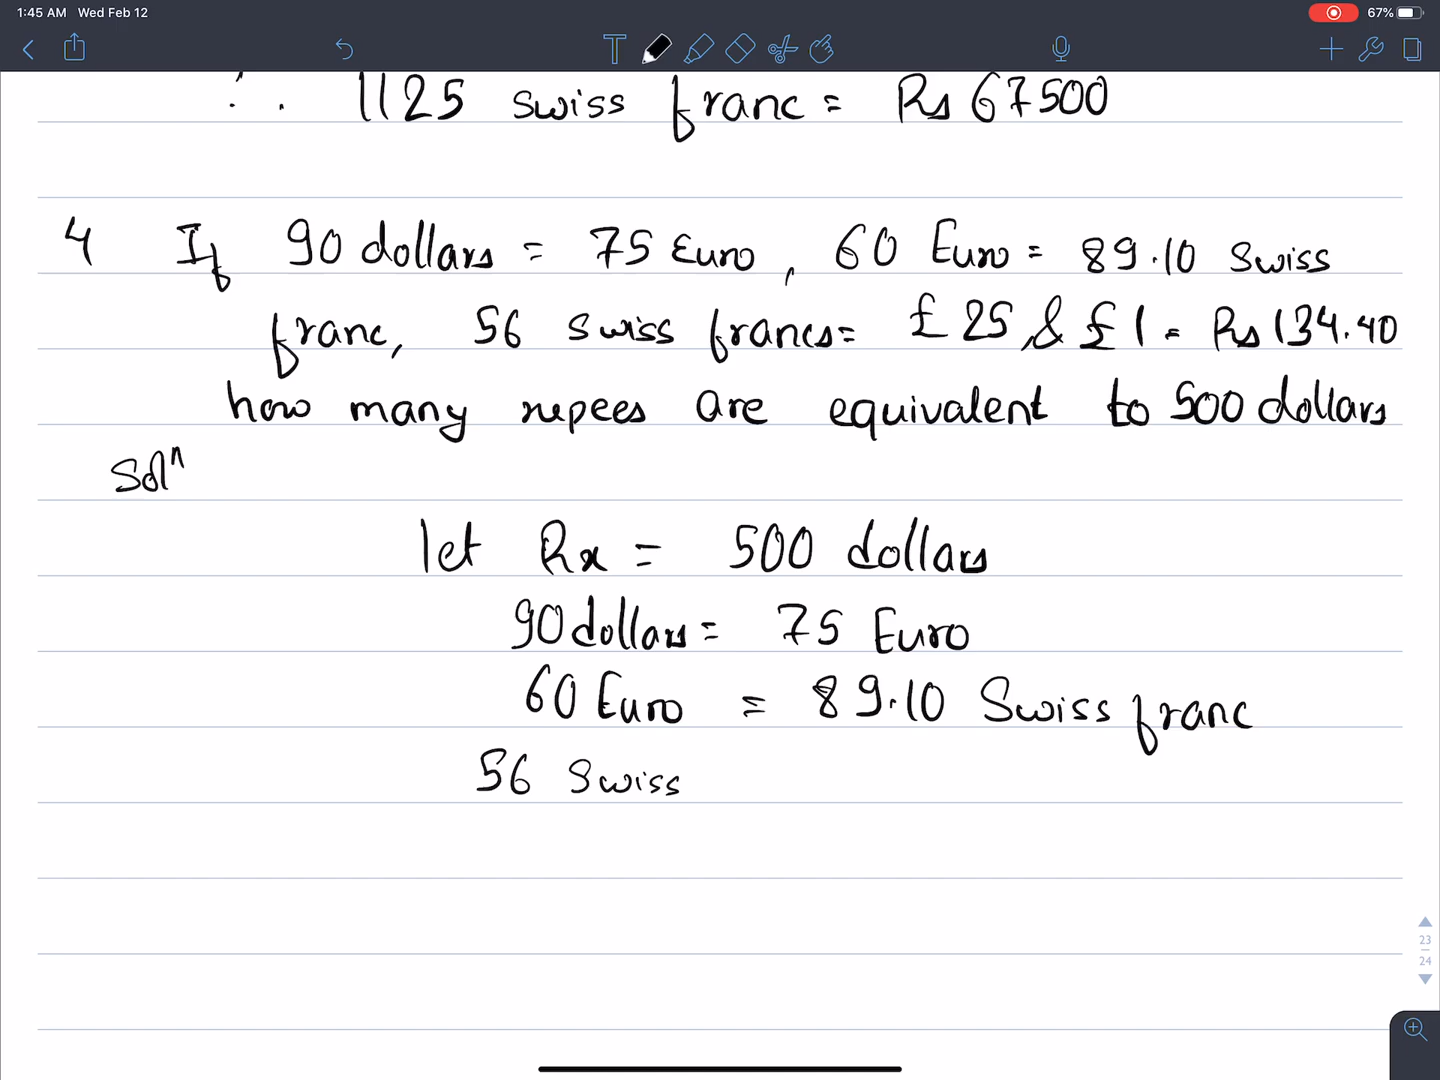 1:45 AM Wed Feb 12 67%
∴ 1125 swiss franc = Rs 67500
4 If 90 dollars = 75 Euro, 60 Euro = 89.10 Swiss
franc, 56 swiss francs = £ 25, & £ 1 = Rs 134.40
how many rupees are equivalent to 500 dollars
Solⁿ
let Rx = 500 dollars
90 dollars = 75 Euro
60 Euro = 89.10 Swiss franc
56 Swiss
23
24